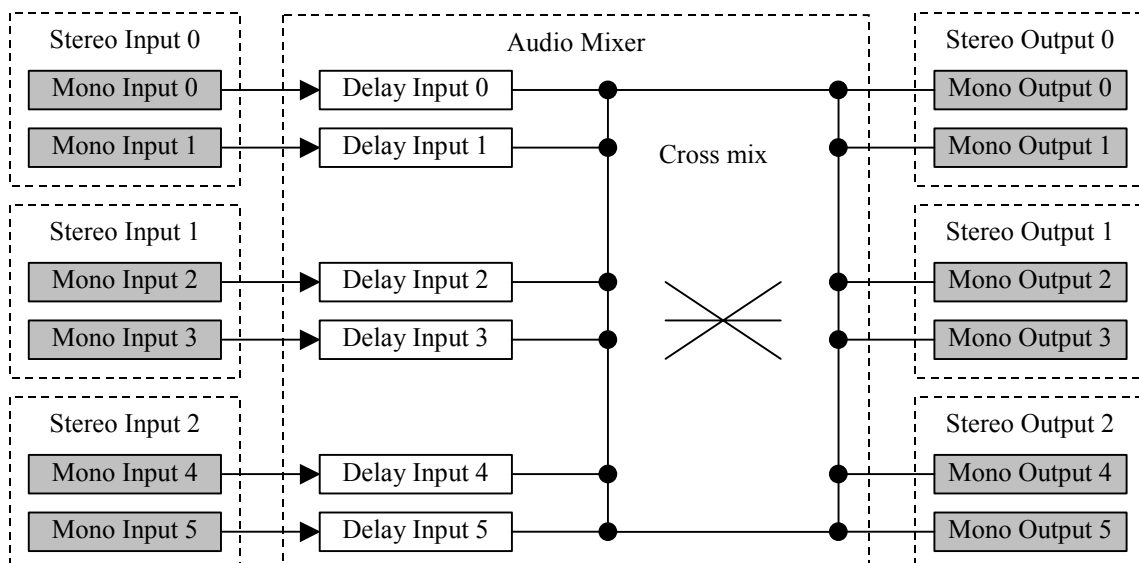 Stereo Input 0
Mono Input 0
Mono Input 1
Stereo Input 1
Mono Input 2
Mono Input 3
Stereo Input 2
Mono Input 4
Mono Input 5
Audio Mixer
Delay Input 0
Delay Input 1
Delay Input 2
Delay Input 3
Delay Input 4
Delay Input 5
Cross mix
Stereo Output 0
Mono Output 0
Mono Output 1
Stereo Output 1
Mono Output 2
Mono Output 3
Stereo Output 2
Mono Output 4
Mono Output 5